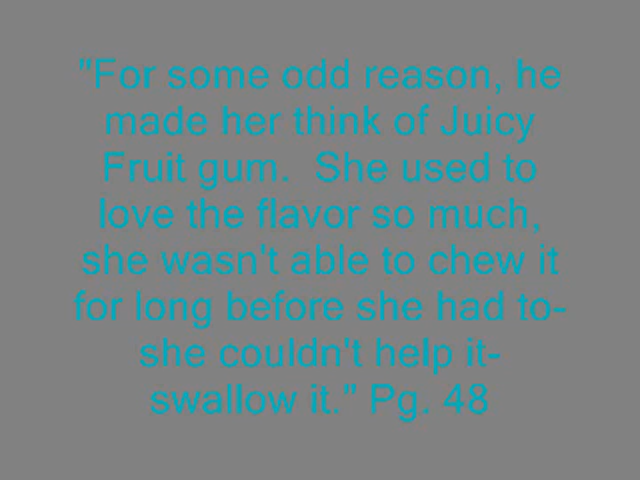 "For some odd reason, he
made her think of Juicy
Fruit gum.  She used to
love the flavor so much,
she wasn't able to chew it
for long before she had to-
she couldn't help it-
swallow it." Pg. 48